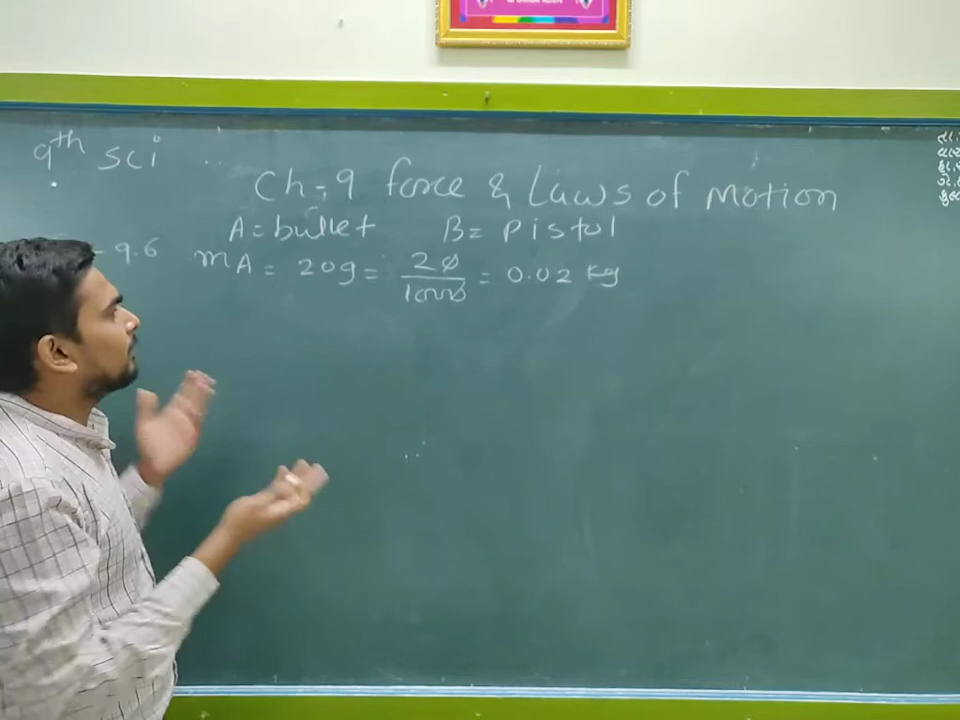 9th sci
Ch-9 force & Laws of Motion
A = bullet B = Pistol
- 9.6 mA = 20g = 20/1000 = 0.02 kg